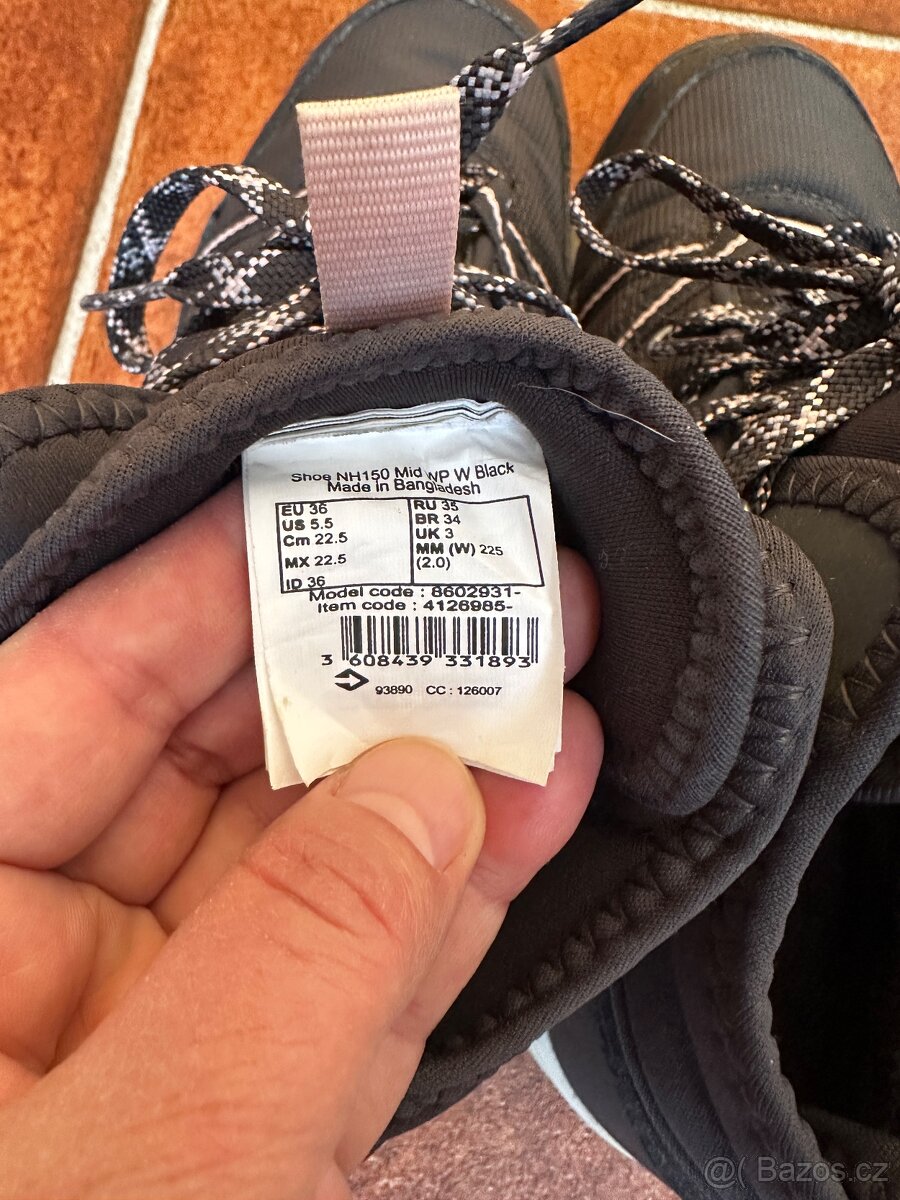 Shoe NH150 Mid WP W Black
Made in Bangladesh
EU 36
US 5.5
Cm 22.5
MX 22.5
ID 36
RU 35
BR 34
UK 3
MM (W) 225
(2.0)
Model code : 8602931-
Item code : 4126985-
3 608439 331893
93890 CC : 126007
@( Bazos.cz